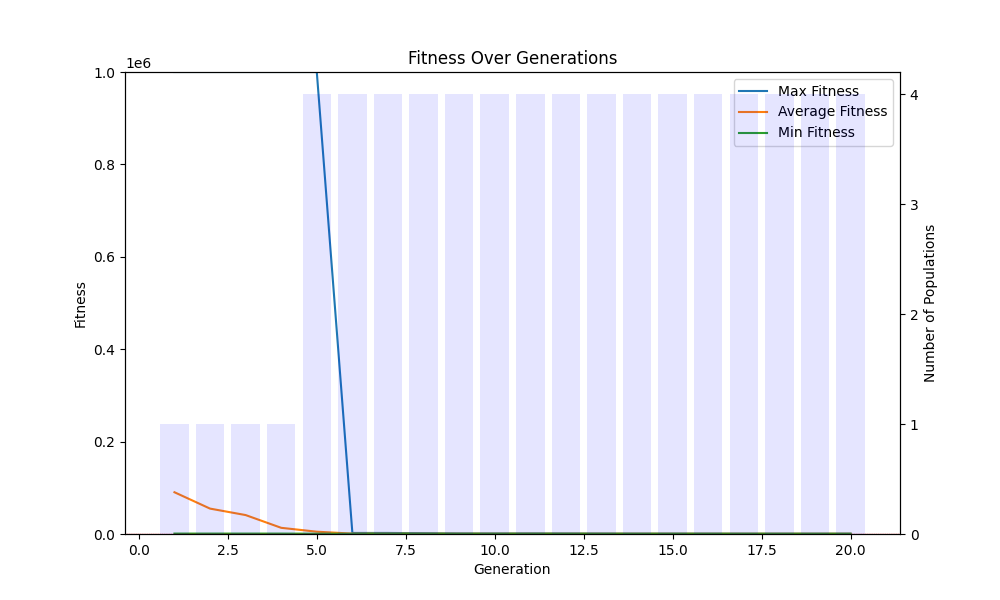 Fitness Over Generations
1e6
1.0
0.8
0.6
0.4
0.2
0.0
Fitness
Max Fitness
Average Fitness
Min Fitness
4
3
2
1
0
Number of Populations
0.0 2.5 5.0 7.5 10.0 12.5 15.0 17.5 20.0
Generation